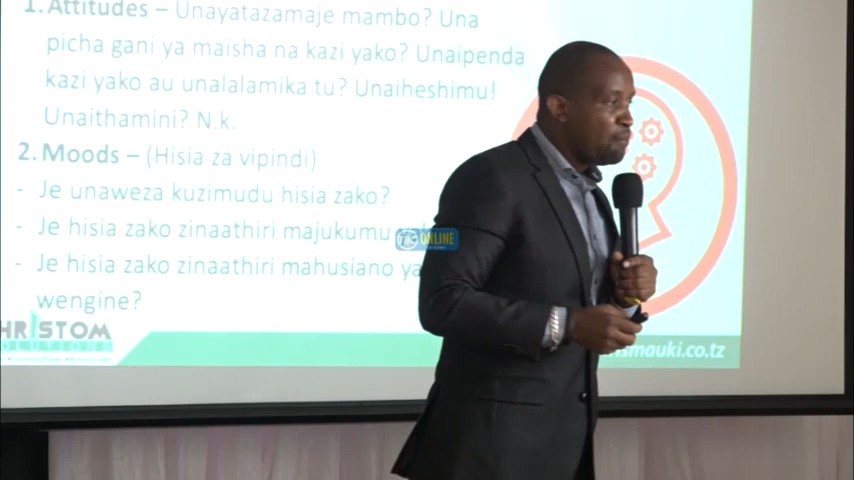 1. Attitudes – Unayatazamaje mambo? Una
picha gani ya maisha na kazi yako? Unaipenda
kazi yako au unalalamika tu? Unaiheshimu!
Unaithamini? N.k.
2. Moods – (Hisia za vipindi)
- Je unaweza kuzimudu hisia zako?
- Je hisia zako zinaathiri majukumu
- Je hisia zako zinaathiri mahusiano ya
wengine?
ONLINE
HRISTOM
SOLUTIONS
ismauki.co.tz